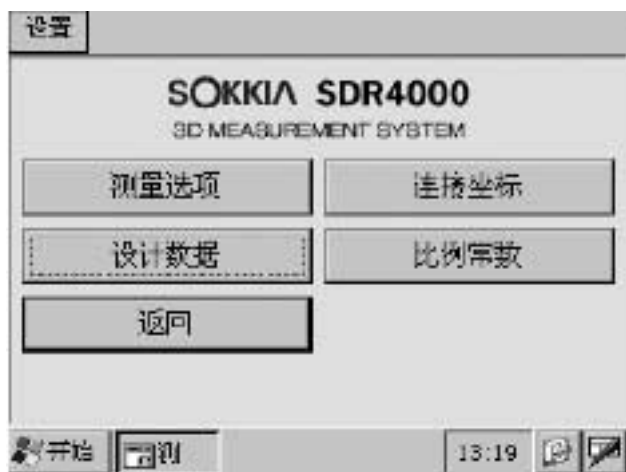 设置
SOKKIA SDR4000
3D MEASUREMENT SYSTEM
测量选项 连接坐标
设计数据 比例常数
返回
开始 测 13:19